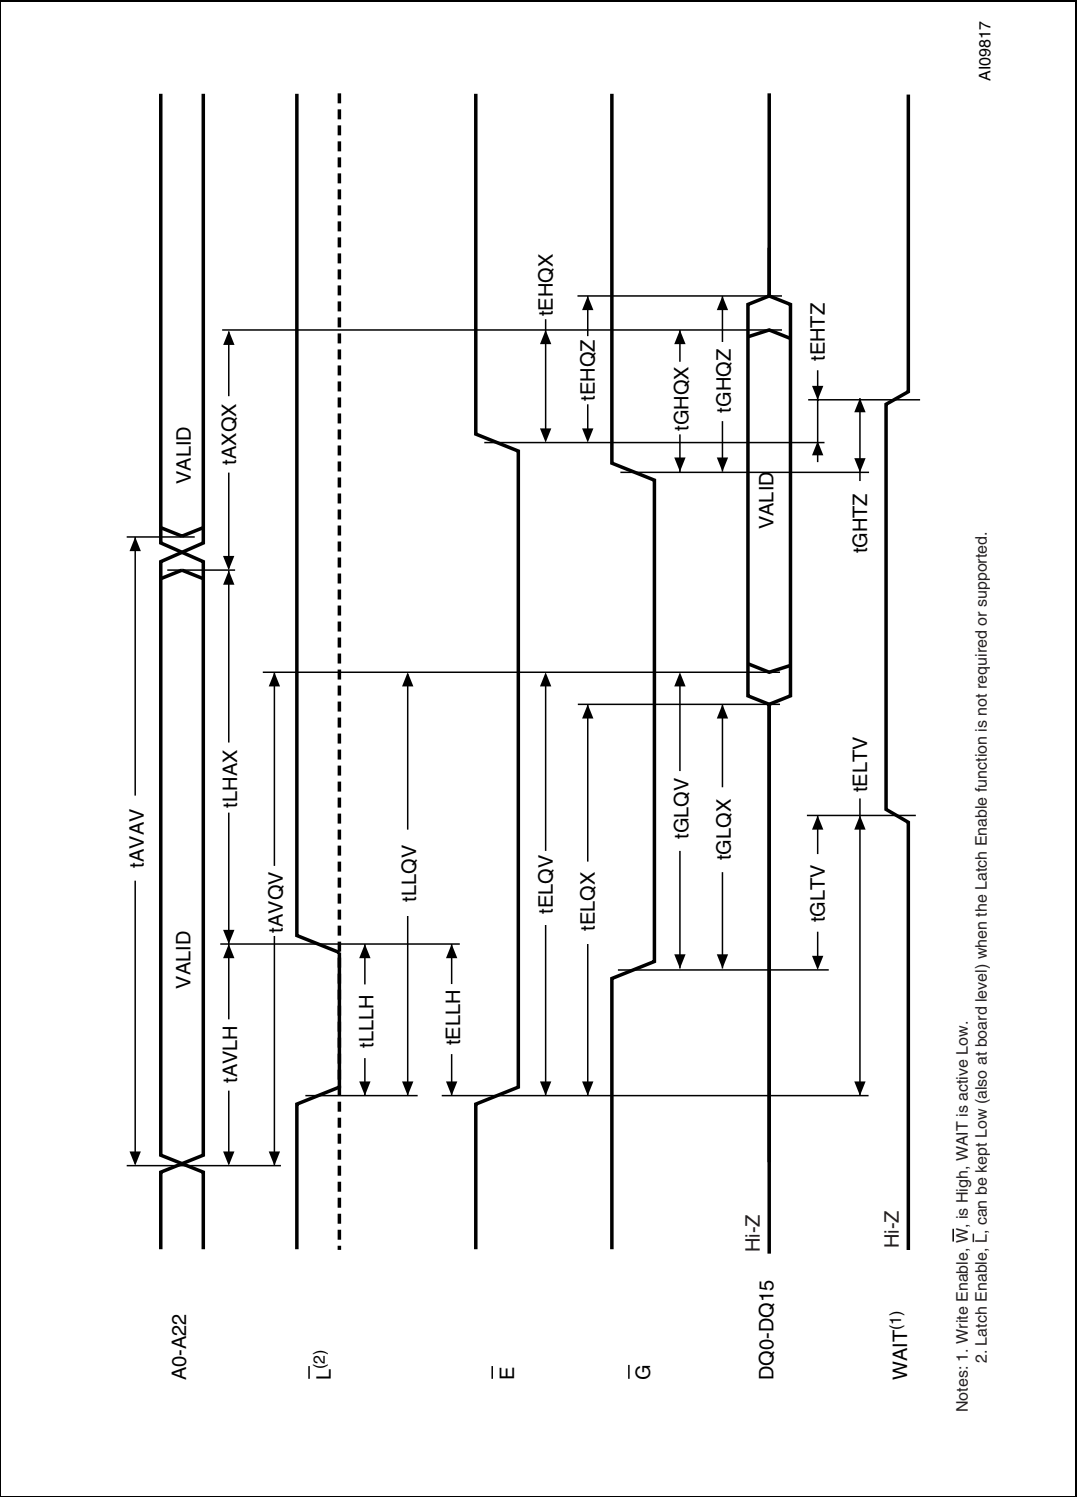 A0-A22
VALID
VALID
tAVAV
tAVLH
tLHAX
tAXQX
tAVQV
L(2)
tLLLH
tLLQV
tELLH
E
tELQV
tEHQX
tELQX
tEHQZ
G
tGLQV
tGHQX
tGLQX
tGHQZ
DQ0-DQ15
Hi-Z
VALID
tGLTV
tEHTZ
tELTV
tGHTZ
WAIT(1)
Hi-Z
Notes: 1. Write Enable, W, is High, WAIT is active Low.
2. Latch Enable, L, can be kept Low (also at board level) when the Latch Enable function is not required or supported.
AI09817